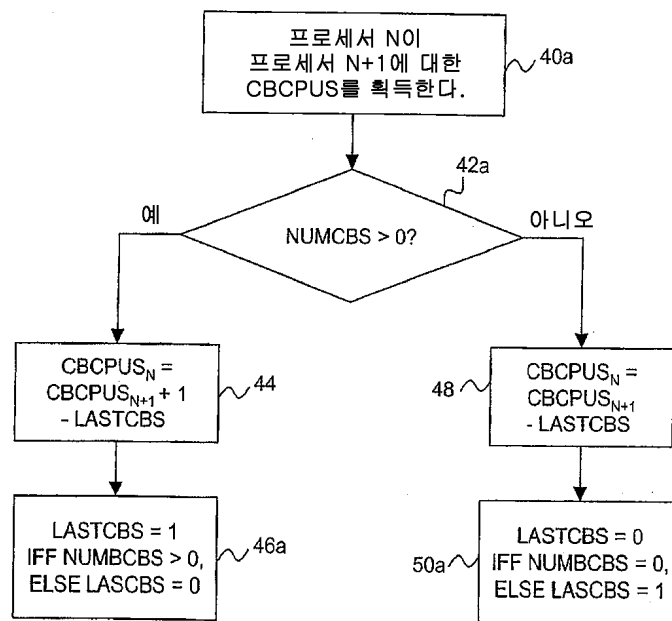 프로세서 N이
프로세서 N+1에 대한
CBCPUS를 획득한다.
40a
42a
예
아니오
NUMCBS > 0?
CBCPUS_N =
CBCPUS_N+1 + 1
- LASTCBS
44
48
CBCPUS_N =
CBCPUS_N+1
- LASTCBS
LASTCBS = 1
IFF NUMBCBS > 0,
ELSE LASCBS = 0
46a
50a
LASTCBS = 0
IFF NUMBCBS = 0,
ELSE LASCBS = 1